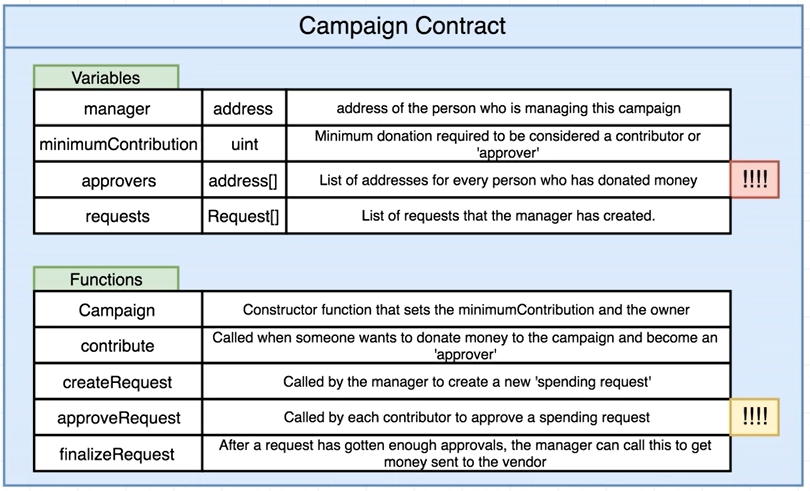 Campaign Contract
Variables
manager address address of the person who is managing this campaign
minimumContribution uint Minimum donation required to be considered a contributor or
'approver'
approvers address[] List of addresses for every person who has donated money !!!!
requests Request[] List of requests that the manager has created.
Functions
Campaign Constructor function that sets the minimumContribution and the owner
contribute Called when someone wants to donate money to the campaign and become an
'approver'
createRequest Called by the manager to create a new 'spending request'
approveRequest Called by each contributor to approve a spending request !!!!
finalizeRequest After a request has gotten enough approvals, the manager can call this to get
money sent to the vendor